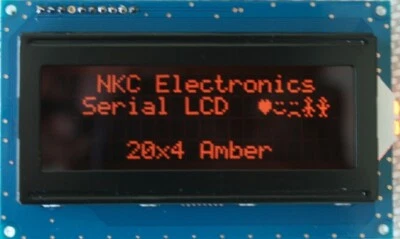 NKC Electronics
Serial LCD ♥
20x4 Amber